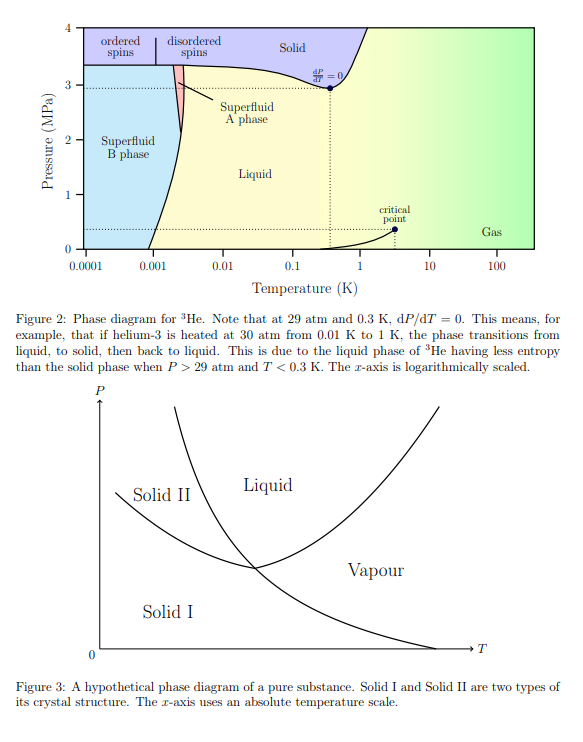 4
ordered
spins
disordered
spins
Solid
dP
dT = 0
3
Superfluid
A phase
Superfluid
B phase
2
Liquid
1
critical
point
Gas
0
Pressure (MPa)
0.0001
0.001
0.01
0.1
1
10
100
Temperature (K)
Figure 2: Phase diagram for ³He. Note that at 29 atm and 0.3 K, dP/dT = 0. This means, for
example, that if helium-3 is heated at 30 atm from 0.01 K to 1 K, the phase transitions from
liquid, to solid, then back to liquid. This is due to the liquid phase of ³He having less entropy
than the solid phase when P > 29 atm and T < 0.3 K. The x-axis is logarithmically scaled.
P
Liquid
Solid II
Vapour
Solid I
0
T
Figure 3: A hypothetical phase diagram of a pure substance. Solid I and Solid II are two types of
its crystal structure. The x-axis uses an absolute temperature scale.